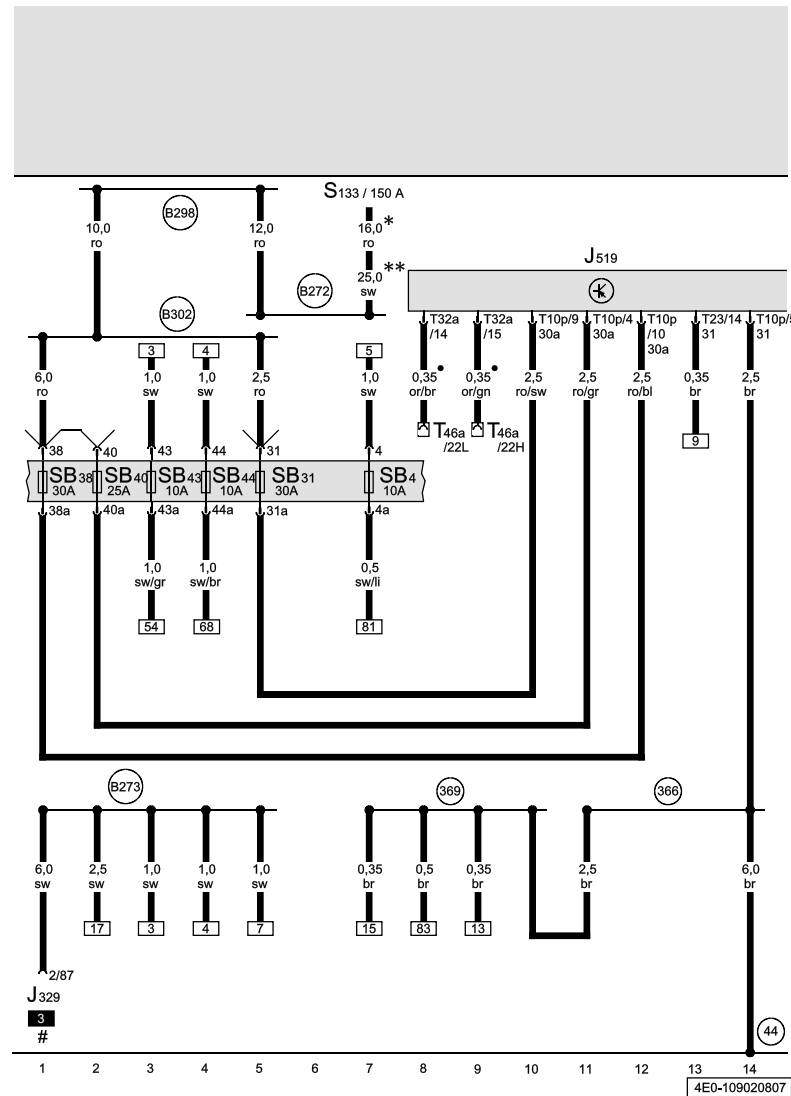 S133 / 150 A
B298
10,0
ro
12,0
ro
16,0 *
ro
25,0 **
sw
J519
B272
B302
T32a
/14
T32a
/15
T10p/9
30a
T10p/4
30a
T10p
/10
30a
T23/14
31
T10p/5
31
3
4
5
6,0
ro
1,0
sw
1,0
sw
2,5
ro
1,0
sw
0,35
or/br
0,35
or/gn
2,5
ro/sw
2,5
ro/gr
2,5
ro/bl
0,35
br
2,5
br
T46a
/22L
T46a
/22H
9
38
40
43
44
31
4
SB38
30A
SB40
25A
SB43
10A
SB44
10A
SB31
30A
SB4
10A
38a
40a
43a
44a
31a
4a
1,0
sw/gr
1,0
sw/br
0,5
sw/li
54
68
81
B273
369
366
6,0
sw
2,5
sw
1,0
sw
1,0
sw
1,0
sw
0,35
br
0,5
br
0,35
br
2,5
br
6,0
br
17
3
4
7
15
83
13
2/87
J329
3
#
44
1 2 3 4 5 6 7 8 9 10 11 12 13 14
4E0-109020807